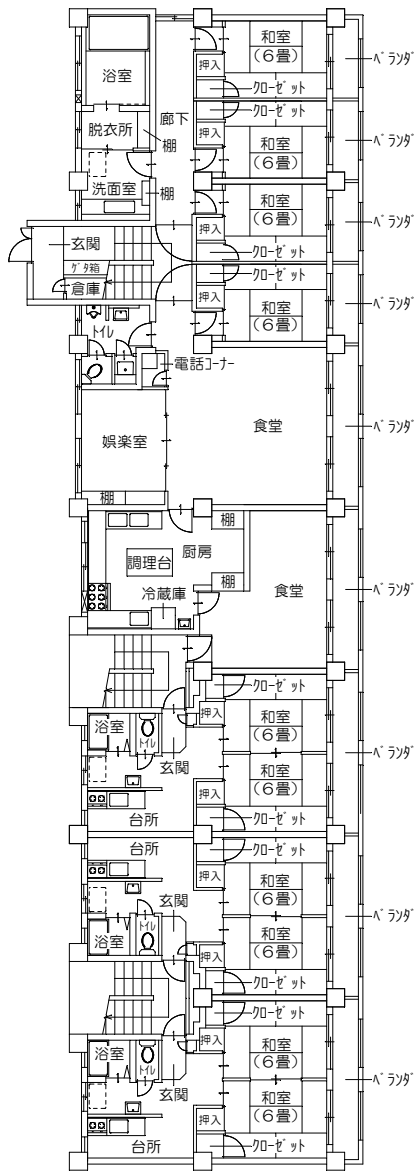 和室
(6畳)
ベランダ
浴室
押入
クローゼット
廊下
脱衣所
棚
クローゼット
押入
和室
(6畳)
ベランダ
洗面室
棚
和室
(6畳)
ベランダ
押入
玄関
クローゼット
ゲタ箱
倉庫
クローゼット
押入
和室
(6畳)
ベランダ
トイレ
電話コーナー
娯楽室
食堂
ベランダ
棚
棚
厨房
調理台
棚
冷蔵庫
食堂
ベランダ
クローゼット
押入
和室
(6畳)
浴室
トイレ
玄関
ベランダ
和室
(6畳)
押入
台所
クローゼット
台所
クローゼット
押入
和室
(6畳)
玄関
ベランダ
浴室
トイレ
和室
(6畳)
押入
クローゼット
クローゼット
押入
和室
(6畳)
浴室
トイレ
玄関
ベランダ
和室
(6畳)
押入
台所
クローゼット